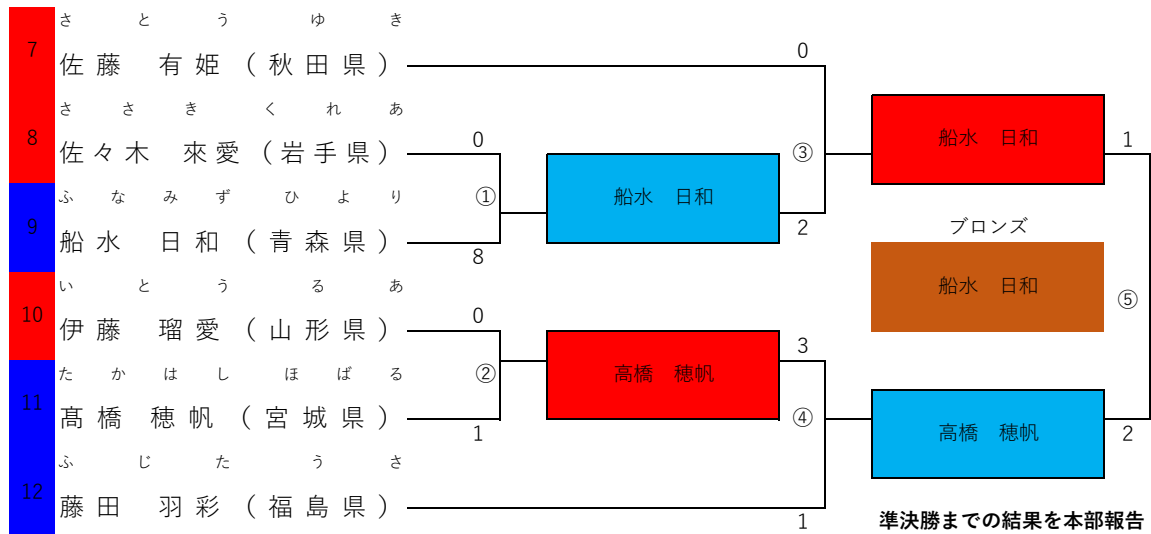 さとうゆき
7
佐藤　有姫（秋田県）
0
ささきくれあ
8
佐々木　來愛（岩手県）
0
①
ふなみずひより
9
船水　日和（青森県）
8
船水　日和
③
2
船水　日和
1
ブロンズ
船水　日和
⑤
いとうるあ
10
伊藤　瑠愛（山形県）
0
②
たかはしほばる
11
髙橋　穂帆（宮城県）
1
高橋　穂帆
3
④
高橋　穂帆
2
ふじたうさ
12
藤田　羽彩（福島県）
1
準決勝までの結果を本部報告